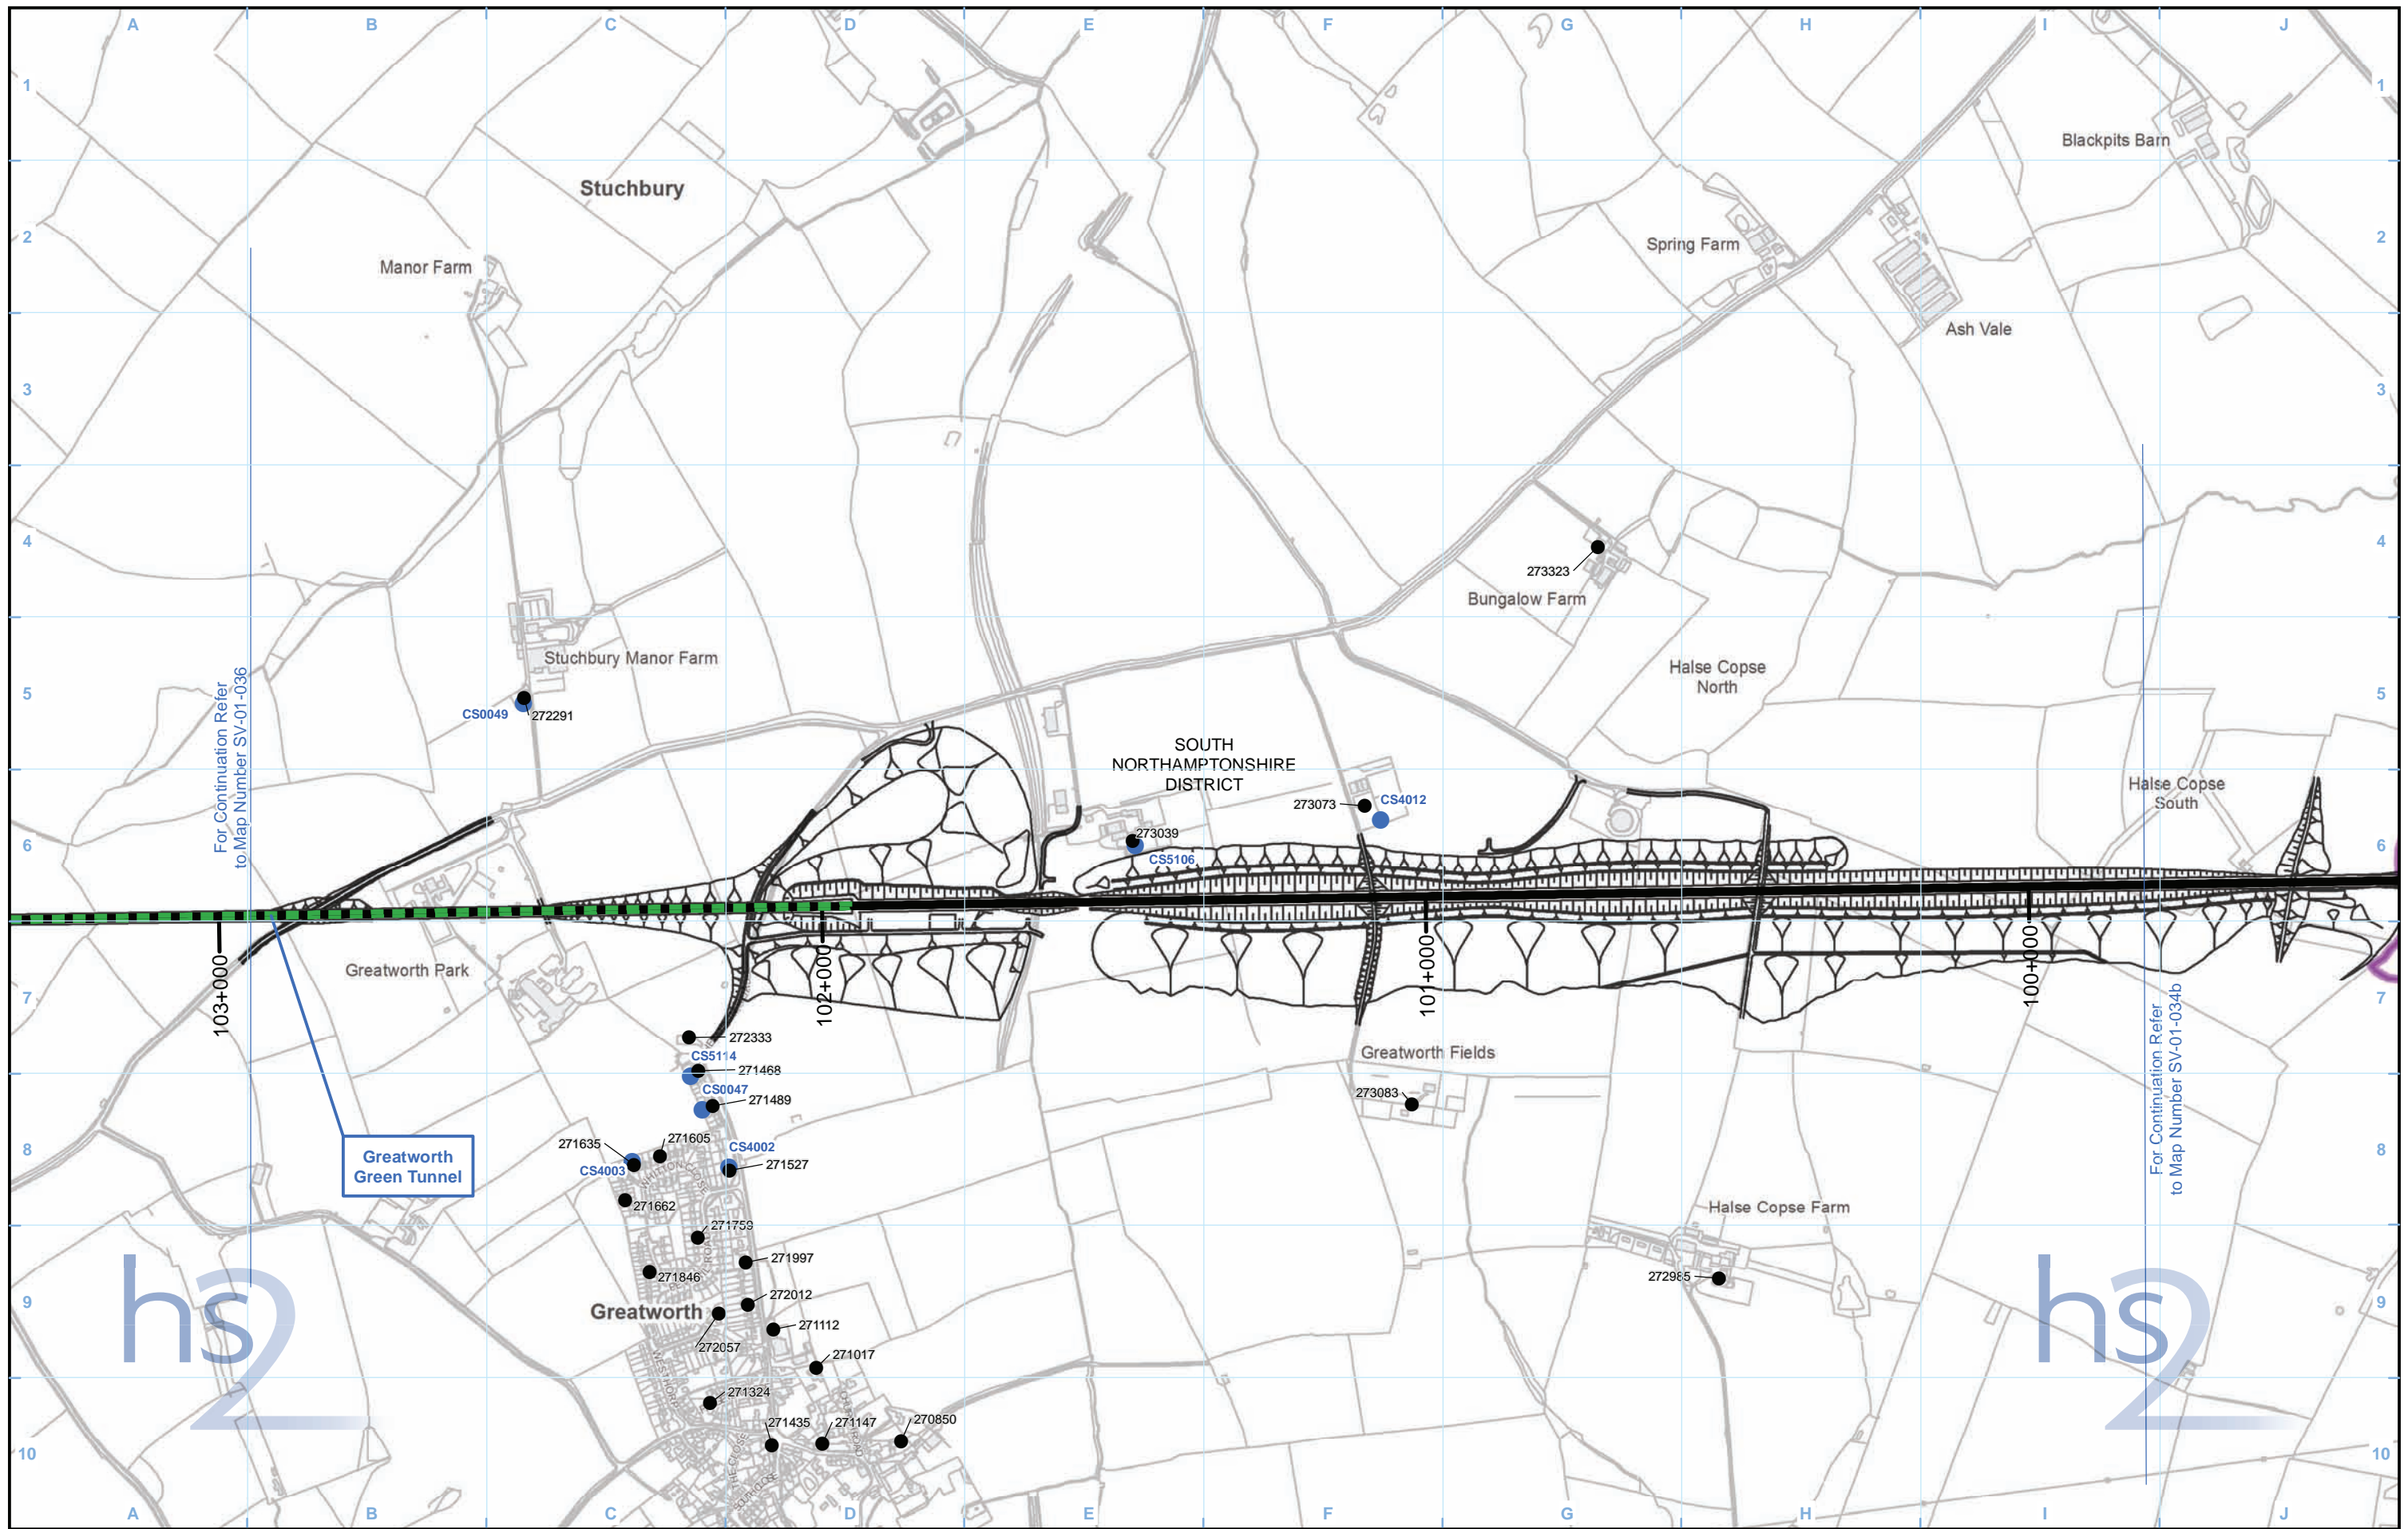 A B C D E F G H I J
1 1
Blackpits Barn
Stuchbury
2 2
Spring Farm
Manor Farm
Ash Vale
3 3
4 4
273323
Bungalow Farm
Stuchbury Manor Farm
Halse Copse
North
5 5
CS0049
272291
For Continuation Refer
to Map Number SV-01-036
SOUTH
NORTHAMPTONSHIRE
DISTRICT
Halse Copse
South
273073
CS4012
273039
CS5106
6 6
103+000
102+000
101+000
100+000
Greatworth Park
7 7
272333
CS5114
271468
CS0047
271489
Greatworth Fields
273083
For Continuation Refer
to Map Number SV-01-034b
8 8
Greatworth
Green Tunnel
271635
271605
CS4002
271527
CS4003
WHITTON CLOSE
271662
Halse Copse Farm
271759
271997
271846
272985
272012
9 9
Greatworth
271112
272057
271017
WESTHORP
271324
271435
271147
270850
10 10
THE CLOSE
hs2
hs2
A B C D E F G H I J